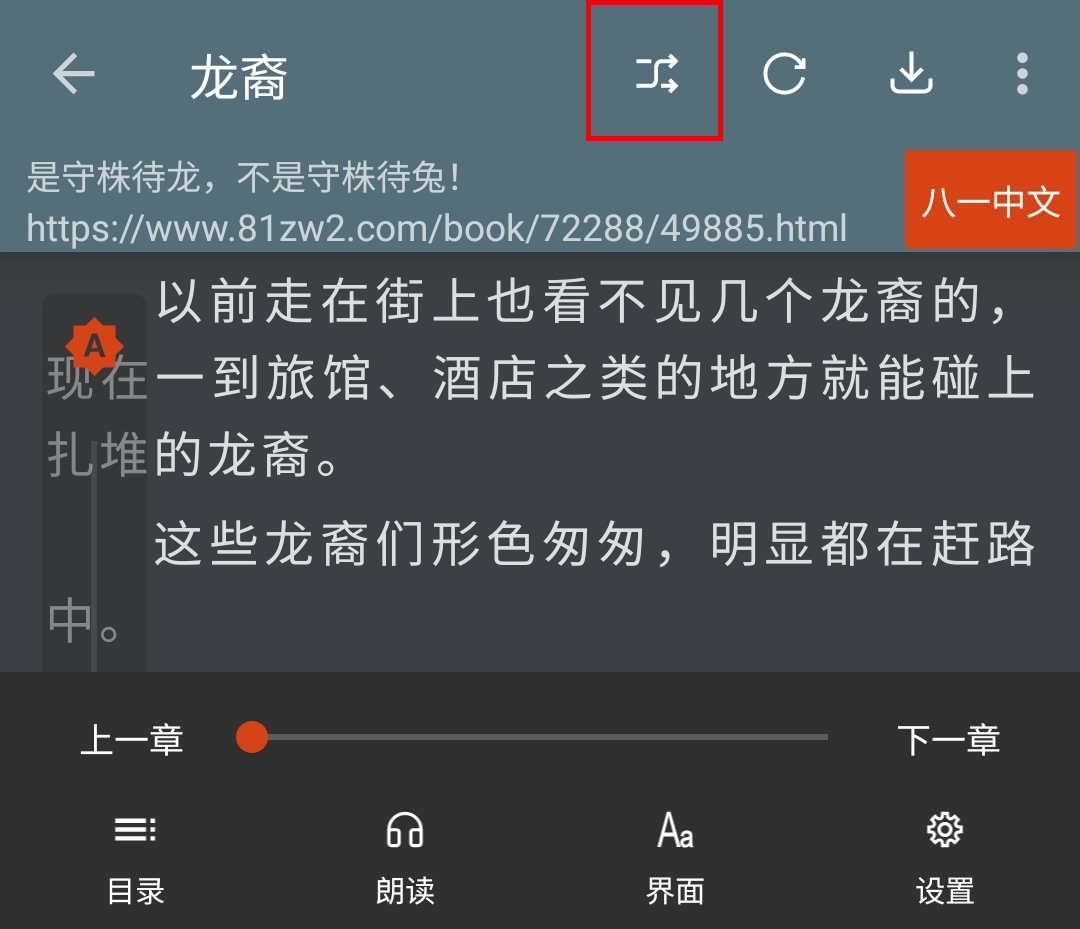 龙裔
是守株待龙，不是守株待兔！
https://www.81zw2.com/book/72288/49885.html
八一中文
以前走在街上也看不见几个龙裔的，
A
现在一到旅馆、酒店之类的地方就能碰上
扎堆的龙裔。
这些龙裔们形色匆匆，明显都在赶路
中。
上一章
下一章
Aa
目录
朗读
界面
设置